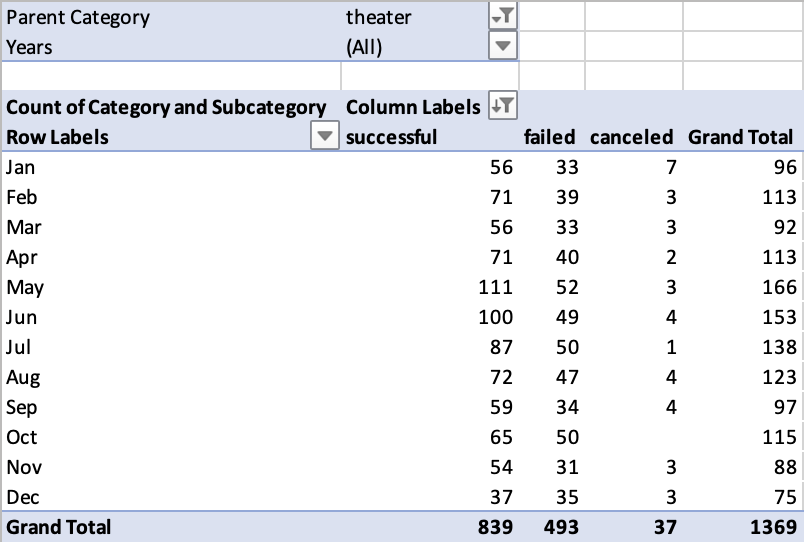 Parent Category theater
Years (All)
Count of Category and Subcategory Column Labels
Row Labels successful failed canceled Grand Total
Jan 56 33 7 96
Feb 71 39 3 113
Mar 56 33 3 92
Apr 71 40 2 113
May 111 52 3 166
Jun 100 49 4 153
Jul 87 50 1 138
Aug 72 47 4 123
Sep 59 34 4 97
Oct 65 50 115
Nov 54 31 3 88
Dec 37 35 3 75
Grand Total 839 493 37 1369